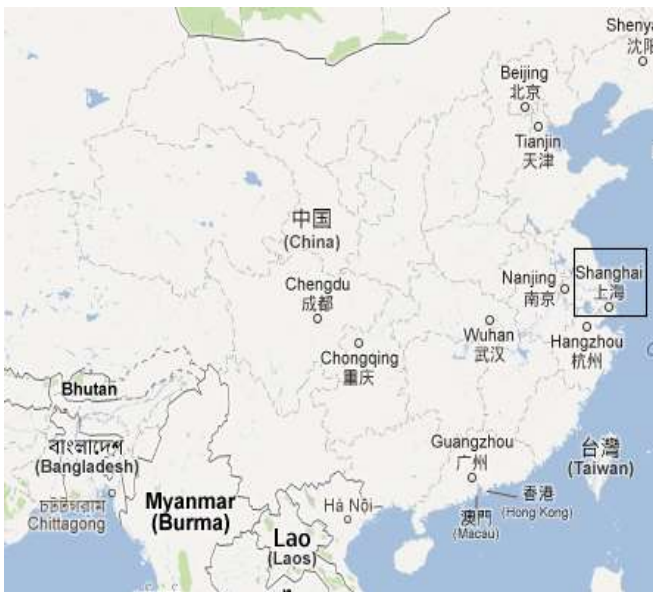 Sheny
沈阳
Beijing
北京
Tianjin
天津
中国
(China)
Shanghai
上海
Nanjing
南京
Chengdu
成都
Hangzhou
杭州
Wuhan
武汉
Chongqing
重庆
Bhutan
Guangzhou
广州
台灣
(Taiwan)
বাংলাদেশ
(Bangladesh)
香港
(Hong Kong)
Myanmar
(Burma)
Hà Nội
澳門
(Macau)
Chittagong
Lao
(Laos)